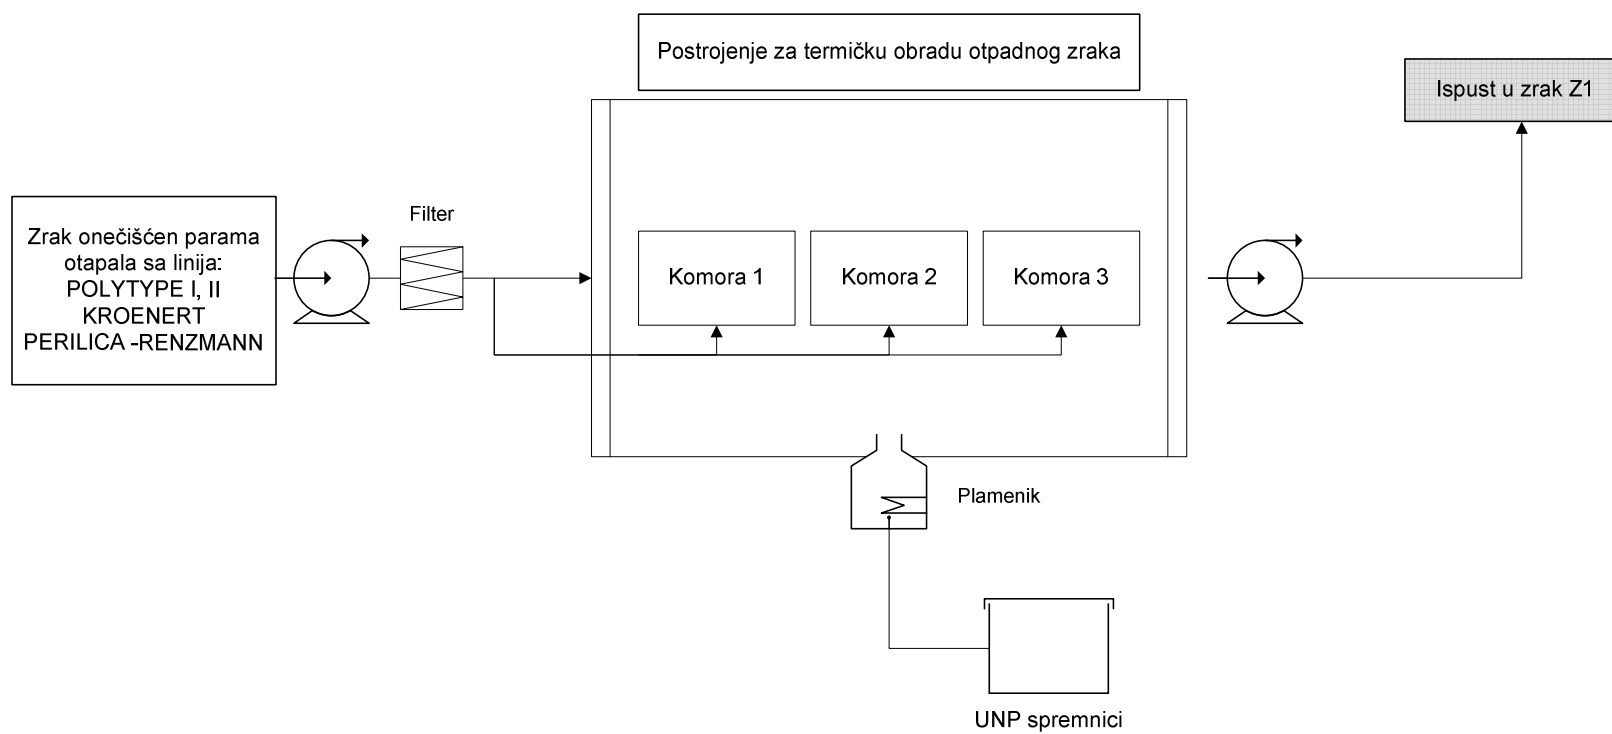 Postrojenje za termičku obradu otpadnog zraka
Ispust u zrak Z1
Zrak onečišćen parama
otapala sa linija:
POLYTYPE I, II
KROENERT
PERILICA -RENZMANN
Filter
Komora 1
Komora 2
Komora 3
Plamenik
UNP spremnici